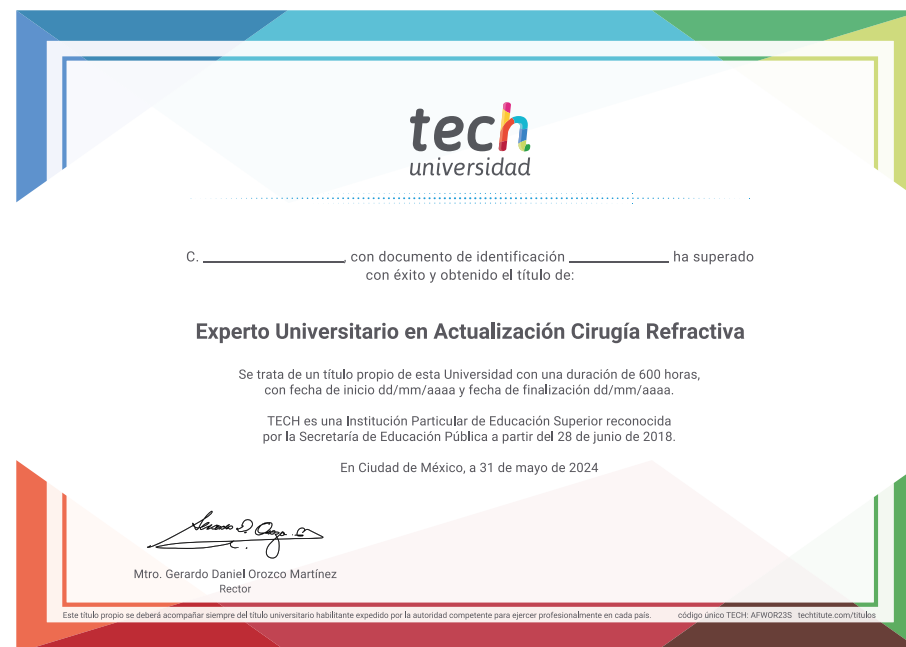 tech
universidad
C. ____________________, con documento de identificación ______________ ha superado
con éxito y obtenido el título de:
Experto Universitario en Actualización Cirugía Refractiva
Se trata de un título propio de esta Universidad con una duración de 600 horas,
con fecha de inicio dd/mm/aaaa y fecha de finalización dd/mm/aaaa.
TECH es una Institución Particular de Educación Superior reconocida
por la Secretaría de Educación Pública a partir del 28 de junio de 2018.
En Ciudad de México, a 31 de mayo de 2024
Mtro. Gerardo Daniel Orozco Martínez
Rector
Este título propio se deberá acompañar siempre del título universitario habilitante expedido por la autoridad competente para ejercer profesionalmente en cada país. código único TECH: AFWOR23S techtitute.com/titulos